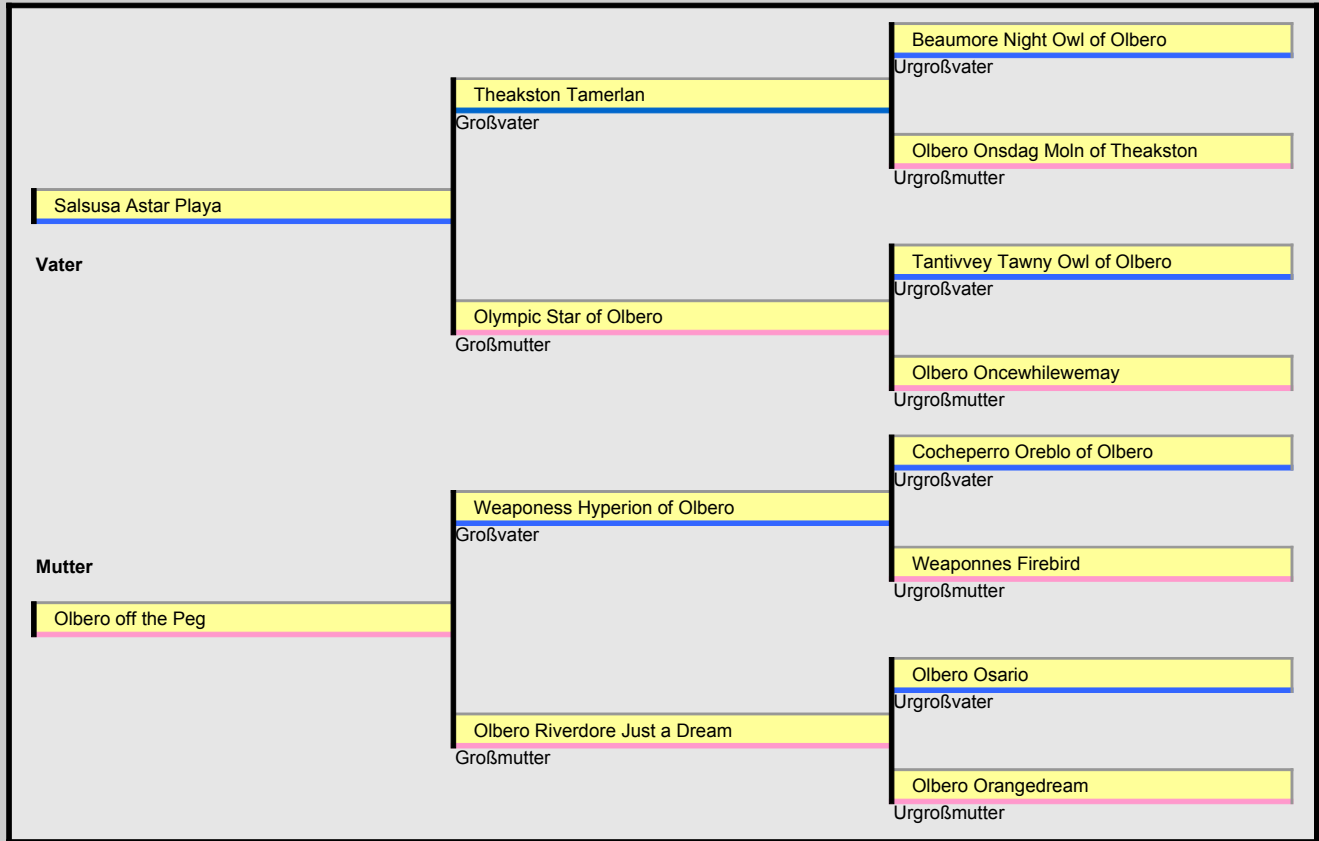 Beaumore Night Owl of Olbero
Urgroßvater
Theakston Tamerlan
Großvater
Olbero Onsdag Moln of Theakston
Urgroßmutter
Salsusa Astar Playa
Vater
Tantivvey Tawny Owl of Olbero
Urgroßvater
Olympic Star of Olbero
Großmutter
Olbero Oncewhilewemay
Urgroßmutter
Cocheperro Oreblo of Olbero
Urgroßvater
Weaponess Hyperion of Olbero
Großvater
Weaponnes Firebird
Urgroßmutter
Mutter
Olbero off the Peg
Olbero Osario
Urgroßvater
Olbero Riverdore Just a Dream
Großmutter
Olbero Orangedream
Urgroßmutter